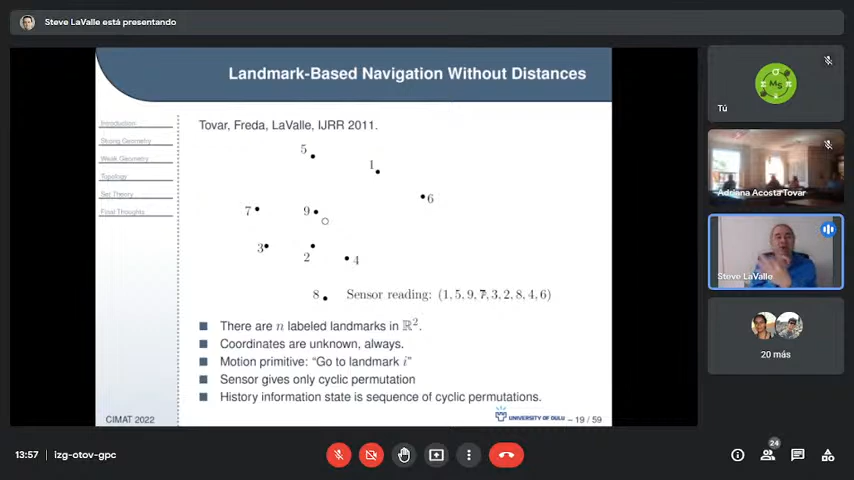 Steve LaValle está presentando
Landmark-Based Navigation Without Distances
Introduction
Strong Geometry
Weak Geometry
Topology
Set Theory
Final Thoughts
Tovar, Freda, LaValle, IJRR 2011.
5
1
6
7
9
3
2
4
8
Sensor reading: (1, 5, 9, 7, 3, 2, 8, 4, 6)
There are n labeled landmarks in ℝ².
Coordinates are unknown, always.
Motion primitive: “Go to landmark i”
Sensor gives only cyclic permutation
History information state is sequence of cyclic permutations.
CIMAT 2022
UNIVERSITY OF OULU – 19 / 59
MS
Tú
Adriana Acosta Tovar
Steve LaValle
20 más
13:57 | lzg-otov-gpc
24